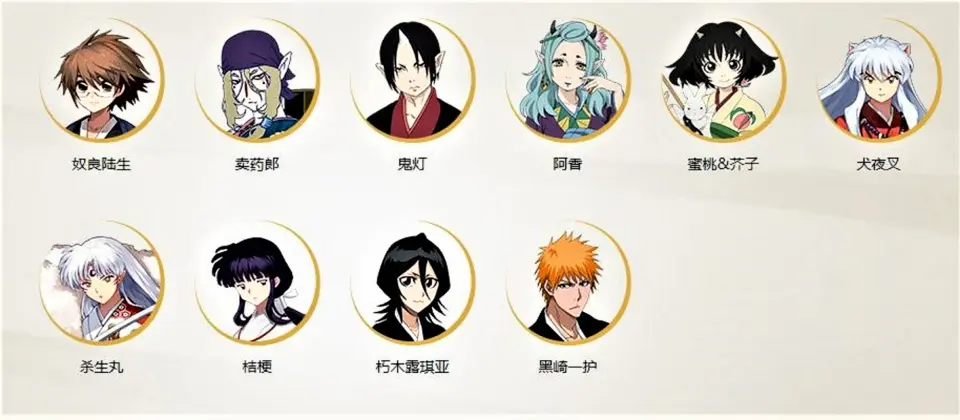 奴良陆生
卖药郎
鬼灯
阿香
蜜桃&芥子
犬夜叉
杀生丸
桔梗
朽木露琪亚
黑崎一护